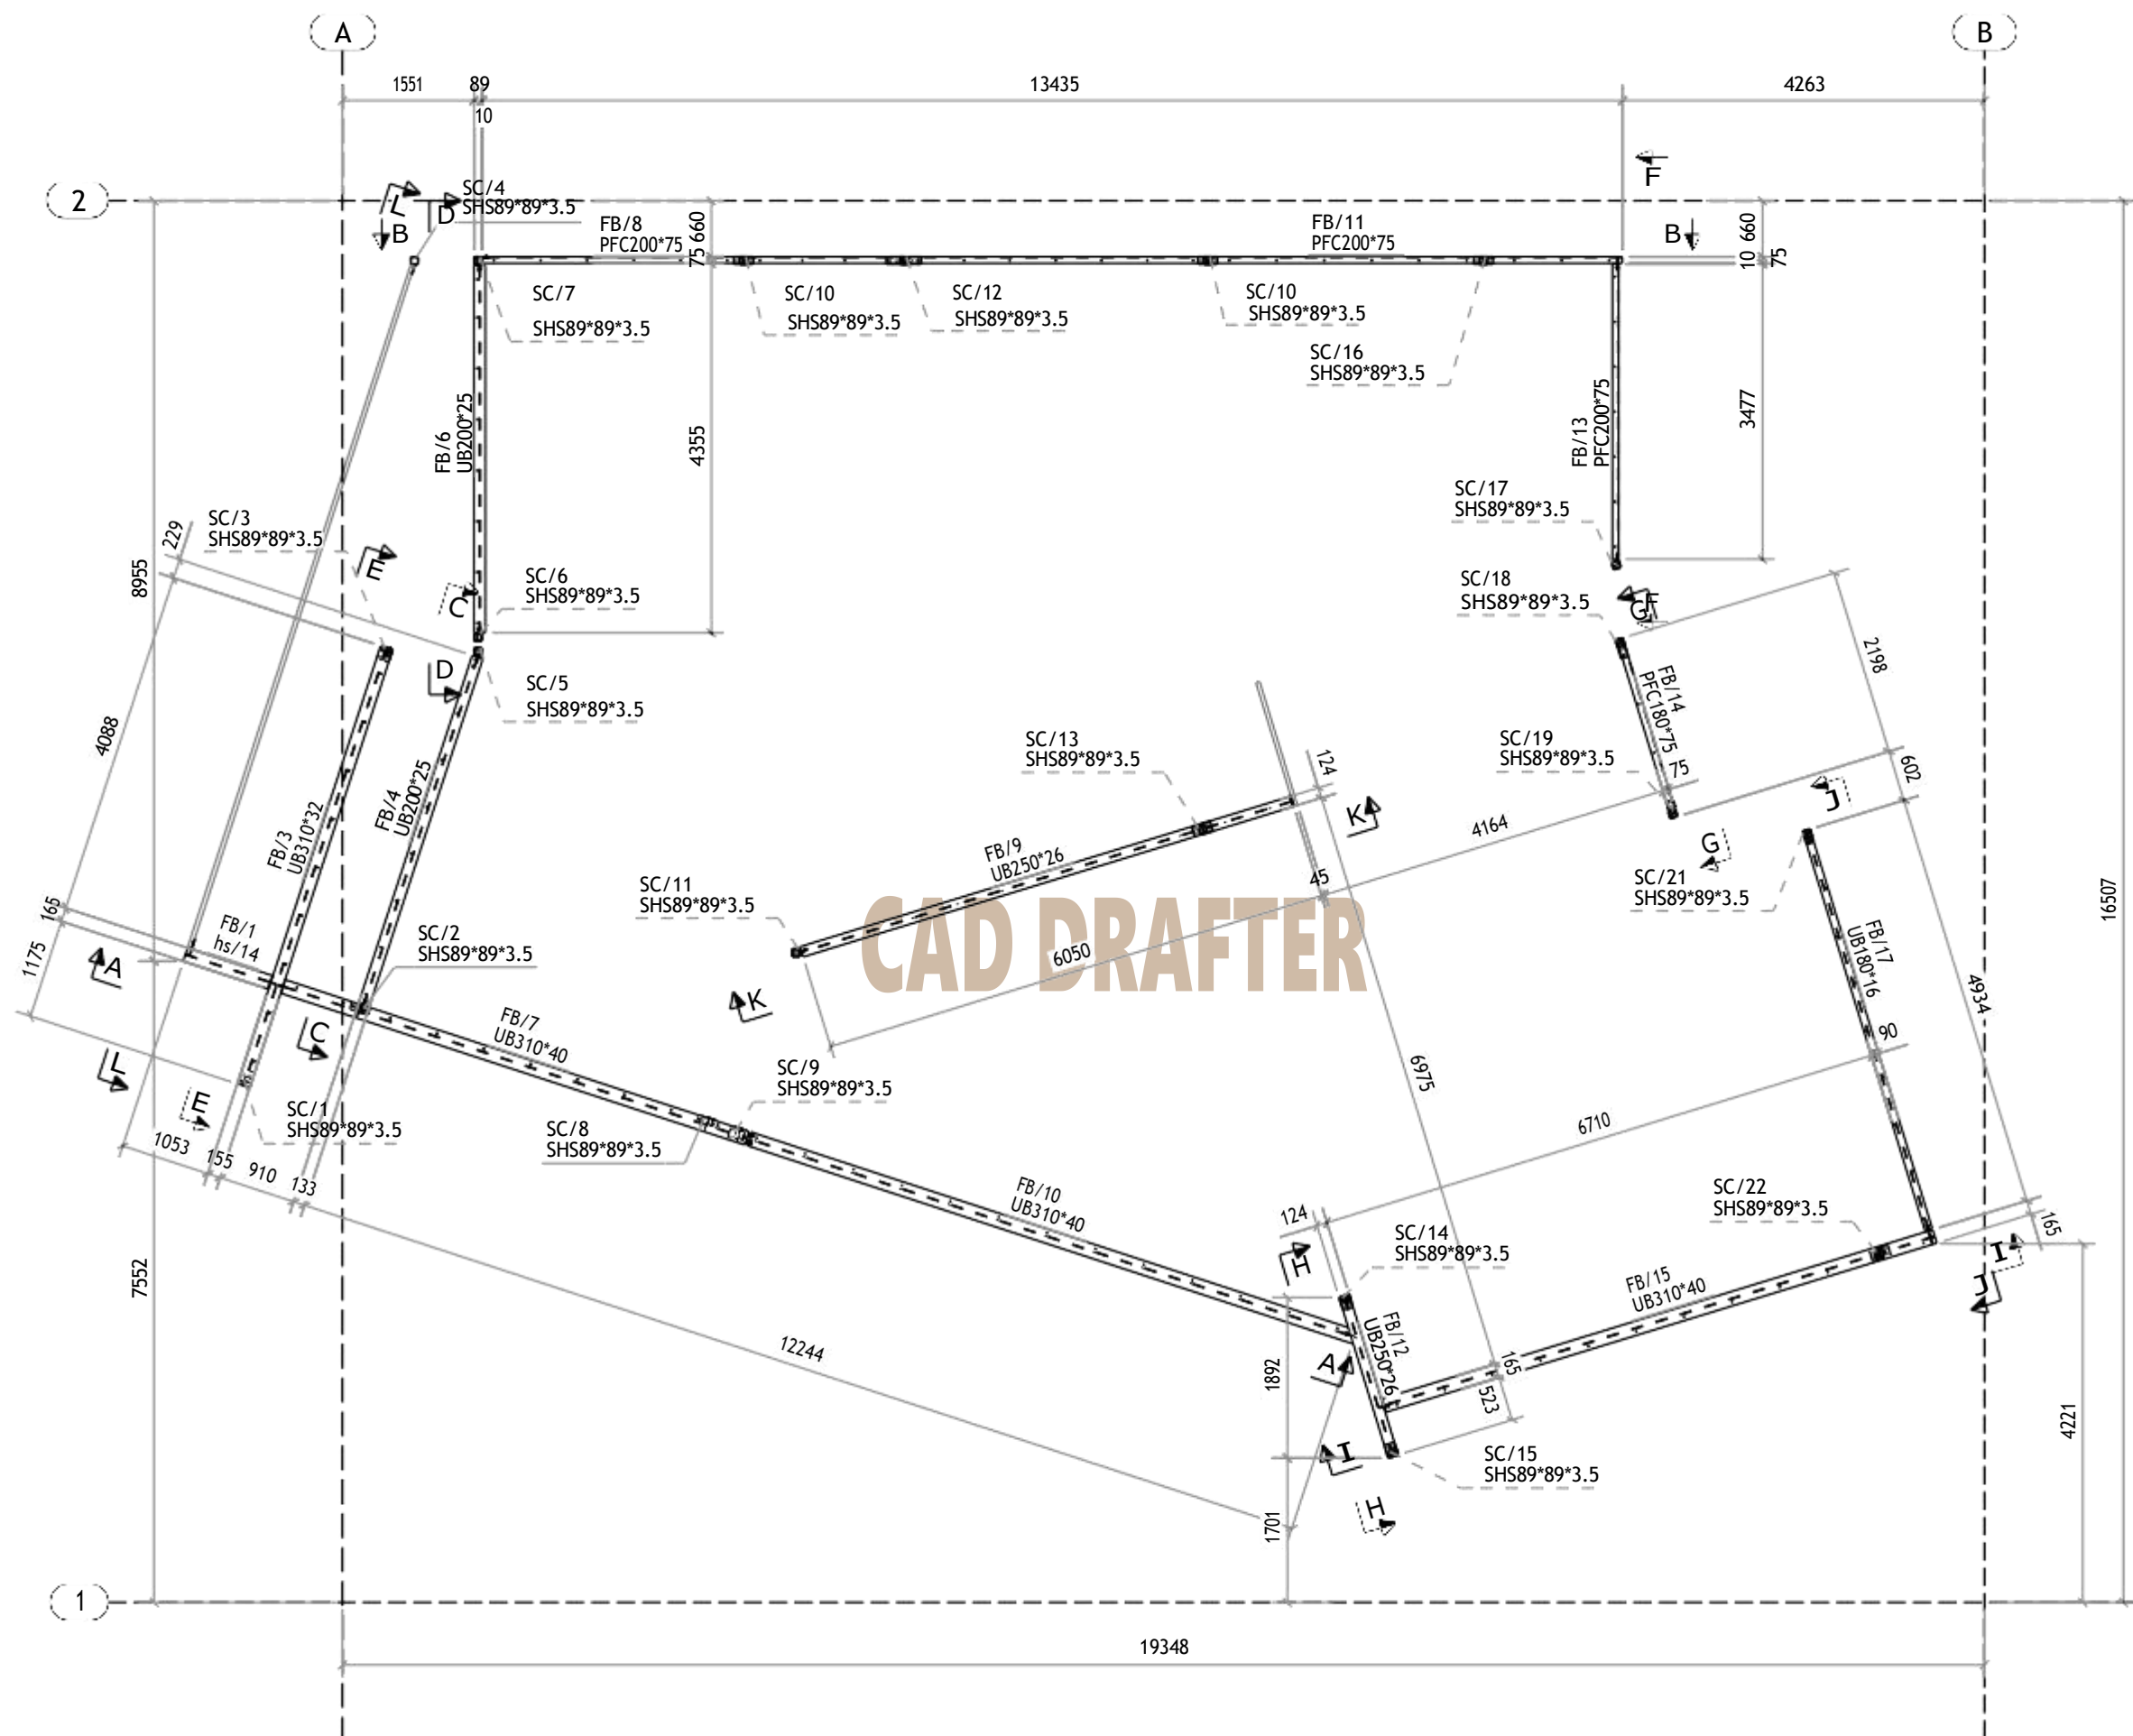 A
B
1551
89
13435
4263
10
F
2
SC/4
SHS89*89*3.5
L
D
B
FB/8
PFC200*75
660
75
FB/11
PFC200*75
B
660
10
75
SC/7
SHS89*89*3.5
SC/10
SHS89*89*3.5
SC/12
SHS89*89*3.5
SC/10
SHS89*89*3.5
SC/16
SHS89*89*3.5
FB/6
UB200*25
4355
FB/13
PFC200*75
3477
SC/17
SHS89*89*3.5
SC/3
SHS89*89*3.5
229
8955
E
C
SC/6
SHS89*89*3.5
SC/18
SHS89*89*3.5
F
G
D
SC/5
SHS89*89*3.5
2198
FB/14
PFC180*75
4088
SC/13
SHS89*89*3.5
124
SC/19
SHS89*89*3.5
75
602
J
FB/3
UB310*32
FB/4
UB200*25
K
4164
G
FB/9
UB250*26
45
SC/11
SHS89*89*3.5
SC/21
SHS89*89*3.5
16507
165
FB/1
hs/14
SC/2
SHS89*89*3.5
CAD DRAFTER
6050
FB/17
UB180*16
1175
A
K
4934
C
FB/7
UB310*40
90
L
SC/9
SHS89*89*3.5
6975
E
SC/1
SHS89*89*3.5
SC/8
SHS89*89*3.5
6710
1053
155
910
133
FB/10
UB310*40
SC/22
SHS89*89*3.5
124
SC/14
SHS89*89*3.5
165
I
H
7552
FB/15
UB310*40
J
12244
FB/12
UB250*26
A
1892
165
523
4221
I
SC/15
SHS89*89*3.5
H
1701
1
19348